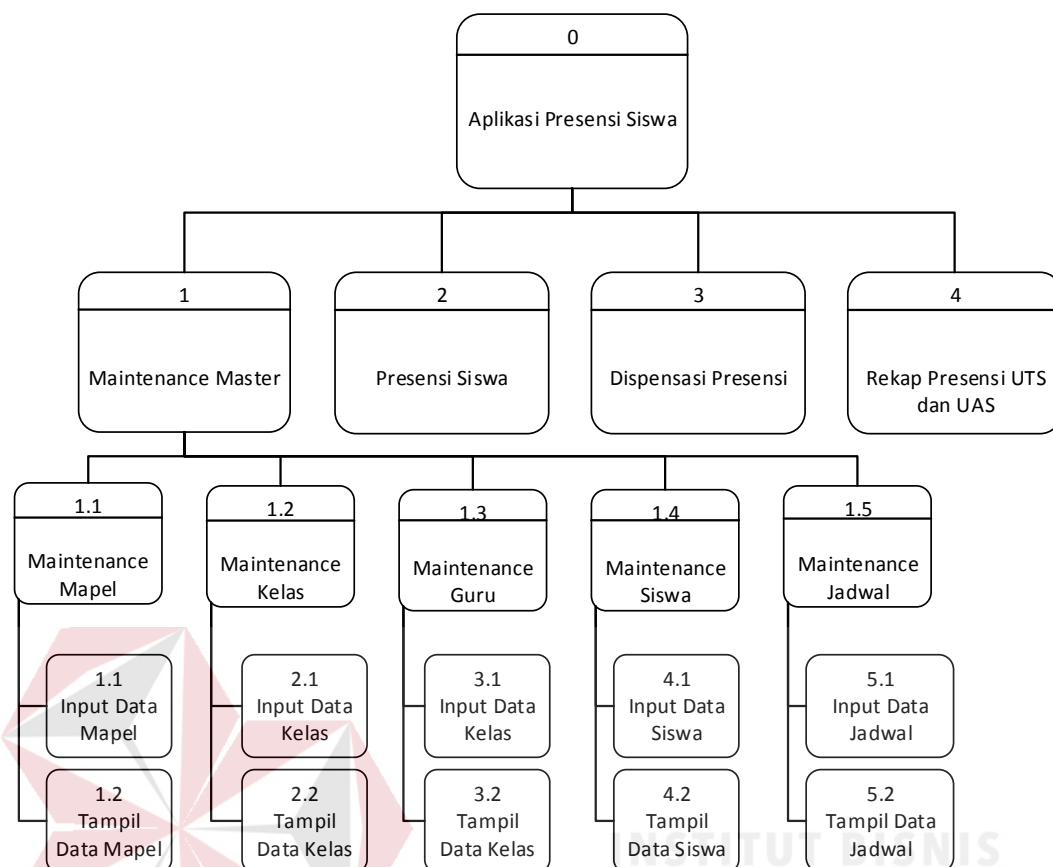 0
Aplikasi Presensi Siswa
1
Maintenance Master
2
Presensi Siswa
3
Dispensasi Presensi
4
Rekap Presensi UTS
dan UAS
1.1
Maintenance
Mapel
1.2
Maintenance
Kelas
1.3
Maintenance
Guru
1.4
Maintenance
Siswa
1.5
Maintenance
Jadwal
1.1
Input Data
Mapel
2.1
Input Data
Kelas
3.1
Input Data
Kelas
4.1
Input Data
Siswa
5.1
Input Data
Jadwal
1.2
Tampil
Data Mapel
2.2
Tampil
Data Kelas
3.2
Tampil
Data Kelas
4.2
Tampil
Data Siswa
5.2
Tampil Data
Jadwal
INSTITUT BISNIS